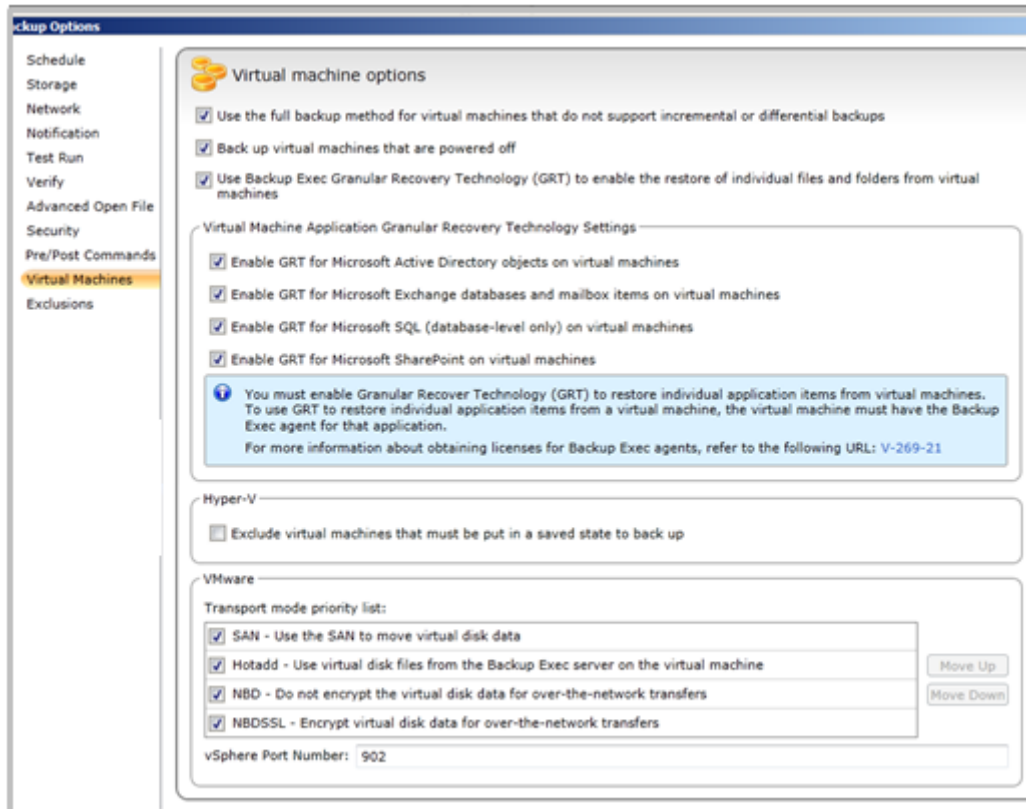 ckup Options
Schedule
Storage
Network
Notification
Test Run
Verify
Advanced Open File
Security
Pre/Post Commands
Virtual Machines
Exclusions
Virtual machine options
Use the full backup method for virtual machines that do not support incremental or differential backups
Back up virtual machines that are powered off
Use Backup Exec Granular Recovery Technology (GRT) to enable the restore of individual files and folders from virtual
machines
Virtual Machine Application Granular Recovery Technology Settings
Enable GRT for Microsoft Active Directory objects on virtual machines
Enable GRT for Microsoft Exchange databases and mailbox items on virtual machines
Enable GRT for Microsoft SQL (database-level only) on virtual machines
Enable GRT for Microsoft SharePoint on virtual machines
You must enable Granular Recover Technology (GRT) to restore individual application items from virtual machines.
To use GRT to restore individual application items from a virtual machine, the virtual machine must have the Backup
Exec agent for that application.
For more information about obtaining licenses for Backup Exec agents, refer to the following URL: V-269-21
Hyper-V
Exclude virtual machines that must be put in a saved state to back up
VMware
Transport mode priority list:
SAN - Use the SAN to move virtual disk data
Hotadd - Use virtual disk files from the Backup Exec server on the virtual machine
NBD - Do not encrypt the virtual disk data for over-the-network transfers
NBDSSL - Encrypt virtual disk data for over-the-network transfers
Move Up
Move Down
vSphere Port Number: 902